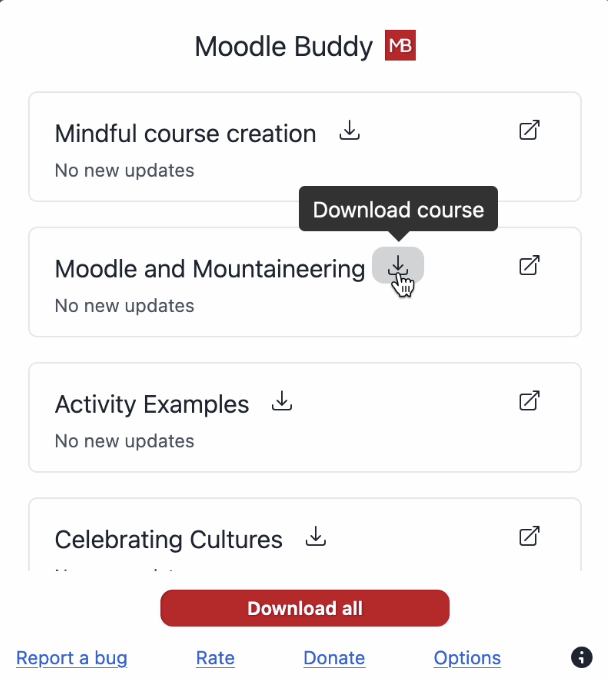 Moodle Buddy MB
Mindful course creation
No new updates
Download course
Moodle and Mountaineering
No new updates
Activity Examples
No new updates
Celebrating Cultures
Download all
Report a bug Rate Donate Options